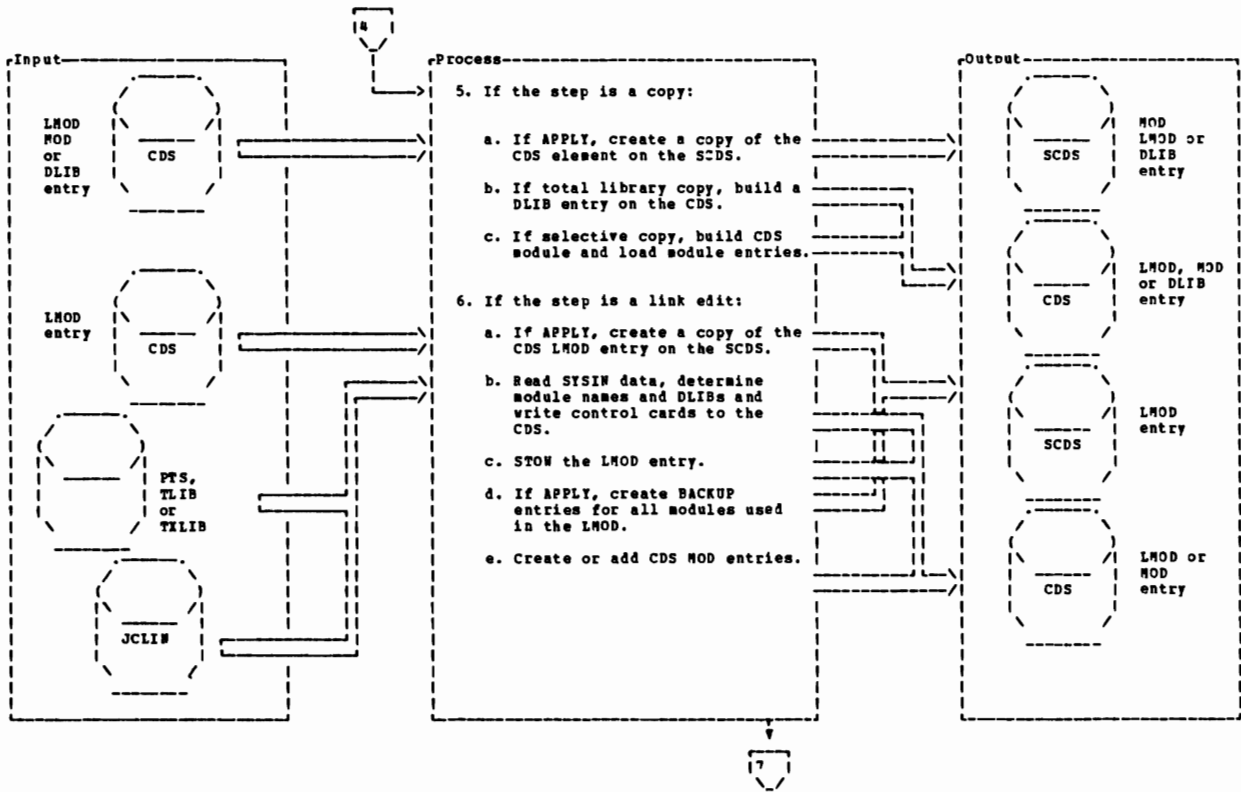 4
Input
Process
Output
LMOD
MOD
or
DLIB
entry
CDS
LMOD
entry
CDS
PTS,
TLIB
or
TXLIB
JCLIN
5. If the step is a copy:
a. If APPLY, create a copy of the
CDS element on the SCDS.
b. If total library copy, build a
DLIB entry on the CDS.
c. If selective copy, build CDS
module and load module entries.
6. If the step is a link edit:
a. If APPLY, create a copy of the
CDS LMOD entry on the SCDS.
b. Read SYSIN data, determine
module names and DLIBs and
write control cards to the
CDS.
c. STOW the LMOD entry.
d. If APPLY, create BACKUP
entries for all modules used
in the LMOD.
e. Create or add CDS MOD entries.
SCDS
MOD
LMOD or
DLIB
entry
CDS
LMOD, MOD
or DLIB
entry
SCDS
LMOD
entry
CDS
LMOD or
MOD
entry
7